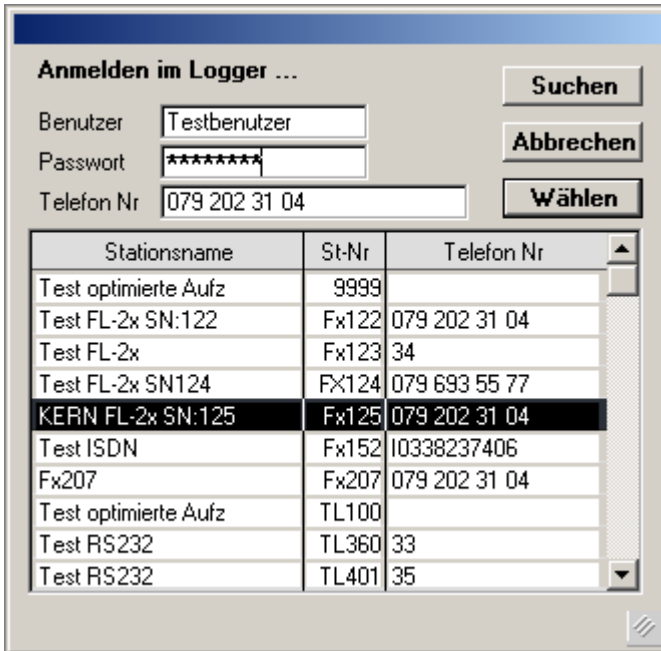 Anmelden im Logger ...
Suchen
Benutzer Testbenutzer
Abbrechen
Passwort ********
Telefon Nr 079 202 31 04
Wählen
Stationsname St-Nr Telefon Nr
Test optimierte Aufz 9999
Test FL-2x SN:122 Fx122 079 202 31 04
Test FL-2x Fx123 34
Test FL-2x SN124 FX124 079 693 55 77
KERN FL-2x SN:125 Fx125 079 202 31 04
Test ISDN Fx152 I0338237406
Fx207 Fx207 079 202 31 04
Test optimierte Aufz TL100
Test RS232 TL360 33
Test RS232 TL401 35